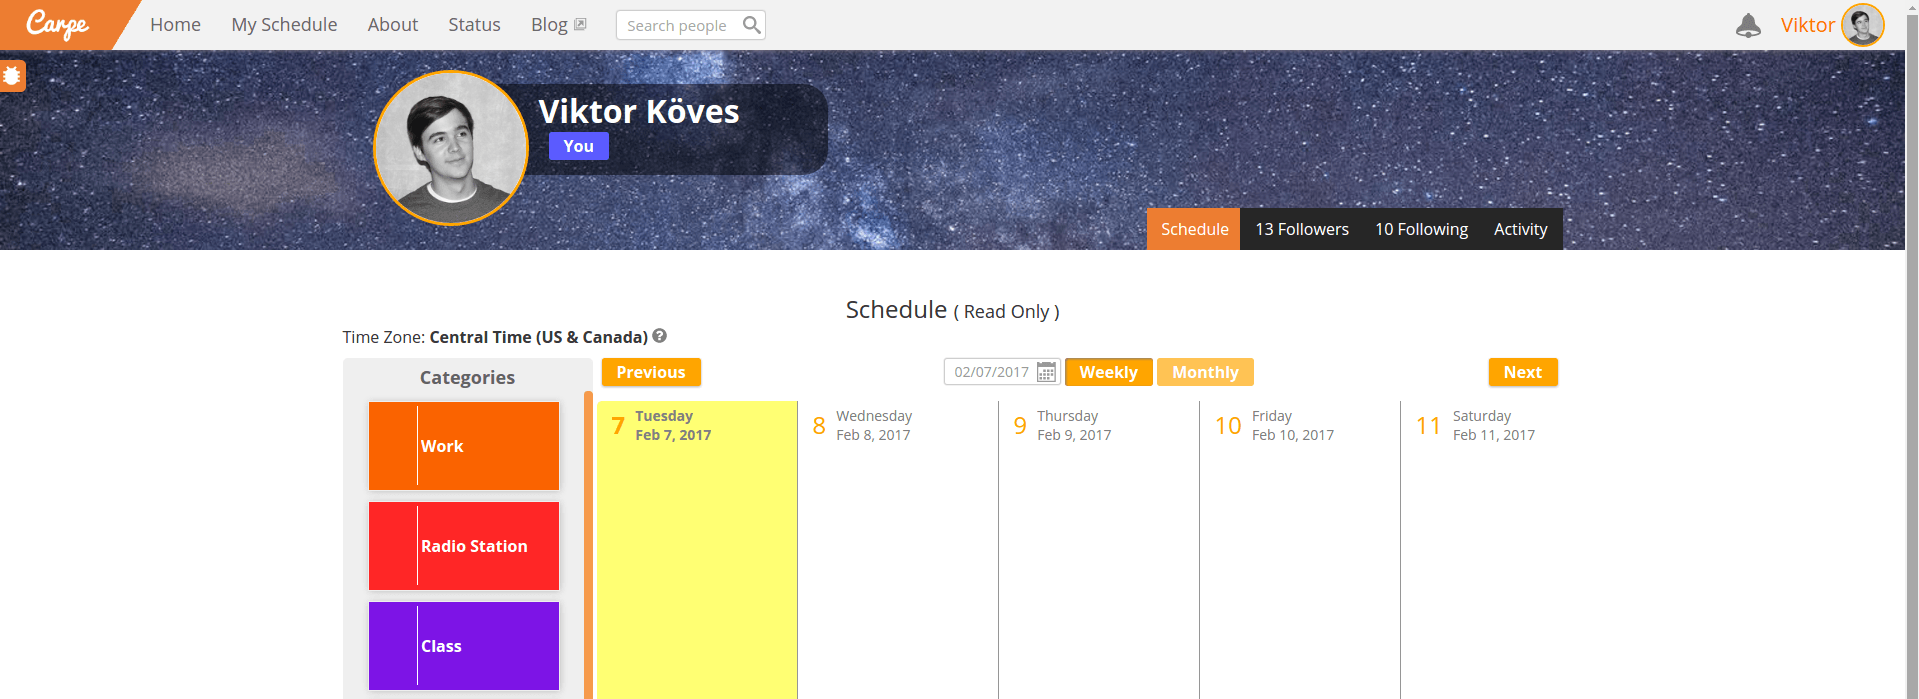 Carpe Home My Schedule About Status Blog Search people Viktor
Viktor Köves
You
Schedule 13 Followers 10 Following Activity
Schedule ( Read Only )
Time Zone: Central Time (US & Canada) ?
Categories
Previous 02/07/2017 Weekly Monthly Next
Work
Radio Station
Class
7 Tuesday
Feb 7, 2017
8 Wednesday
Feb 8, 2017
9 Thursday
Feb 9, 2017
10 Friday
Feb 10, 2017
11 Saturday
Feb 11, 2017